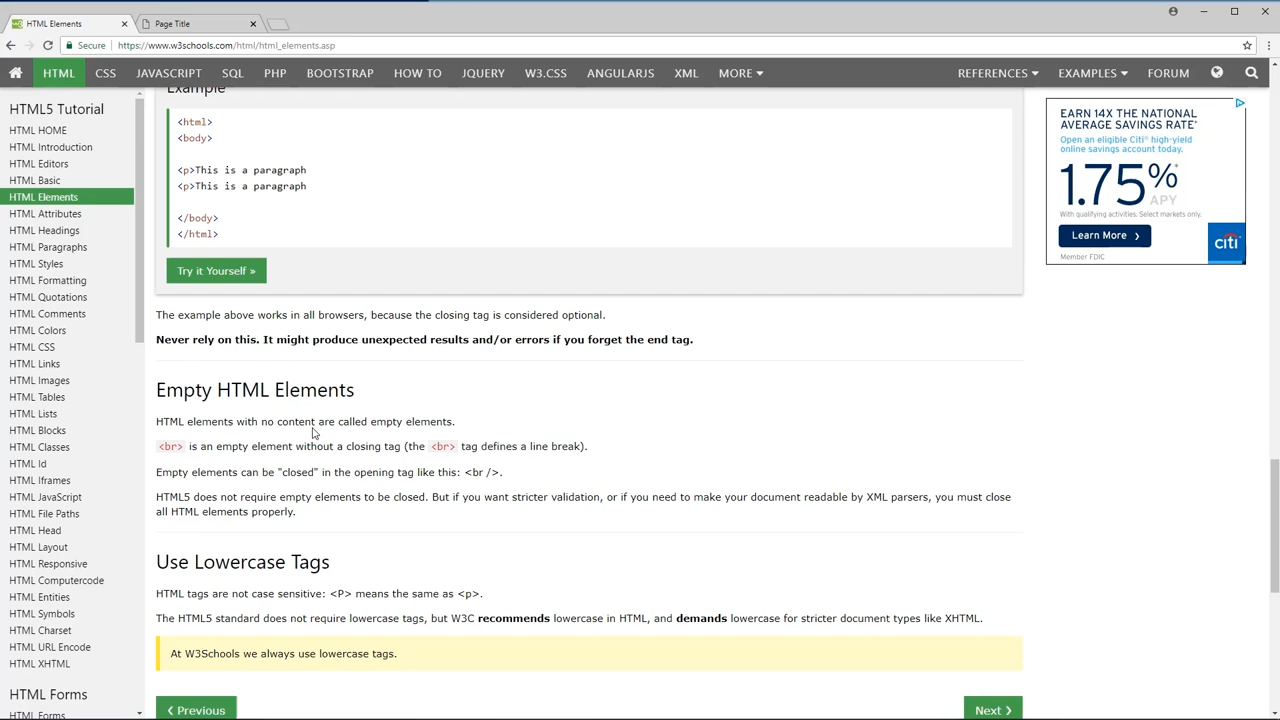 HTML Elements
Page Title
Secure
https://www.w3schools.com/html/html_elements.asp
HTML CSS JAVASCRIPT SQL PHP BOOTSTRAP HOW TO JQUERY W3.CSS ANGULARJS XML MORE REFERENCES EXAMPLES FORUM
HTML5 Tutorial
HTML HOME
HTML Introduction
HTML Editors
HTML Basic
HTML Elements
HTML Attributes
HTML Headings
HTML Paragraphs
HTML Styles
HTML Formatting
HTML Quotations
HTML Comments
HTML Colors
HTML CSS
HTML Links
HTML Images
HTML Tables
HTML Lists
HTML Blocks
HTML Classes
HTML Id
HTML Iframes
HTML JavaScript
HTML File Paths
HTML Head
HTML Layout
HTML Responsive
HTML Computercode
HTML Entities
HTML Symbols
HTML Charset
HTML URL Encode
HTML XHTML
HTML Forms
HTML Forms
Example
<html>
<body>
<p>This is a paragraph
<p>This is a paragraph
</body>
</html>
Try it Yourself »
The example above works in all browsers, because the closing tag is considered optional.
Never rely on this. It might produce unexpected results and/or errors if you forget the end tag.
Empty HTML Elements
HTML elements with no content are called empty elements.
<br> is an empty element without a closing tag (the <br> tag defines a line break).
Empty elements can be "closed" in the opening tag like this: <br />.
HTML5 does not require empty elements to be closed. But if you want stricter validation, or if you need to make your document readable by XML parsers, you must close
all HTML elements properly.
Use Lowercase Tags
HTML tags are not case sensitive: <P> means the same as <p>.
The HTML5 standard does not require lowercase tags, but W3C recommends lowercase in HTML, and demands lowercase for stricter document types like XHTML.
At W3Schools we always use lowercase tags.
❮ Previous
Next ❯
EARN 14X THE NATIONAL
AVERAGE SAVINGS RATE*
Open an eligible Citi® high-yield
online savings account today.
1.75%*
APY
With qualifying activities. Select markets only.
Learn More ❯
citi
Member FDIC